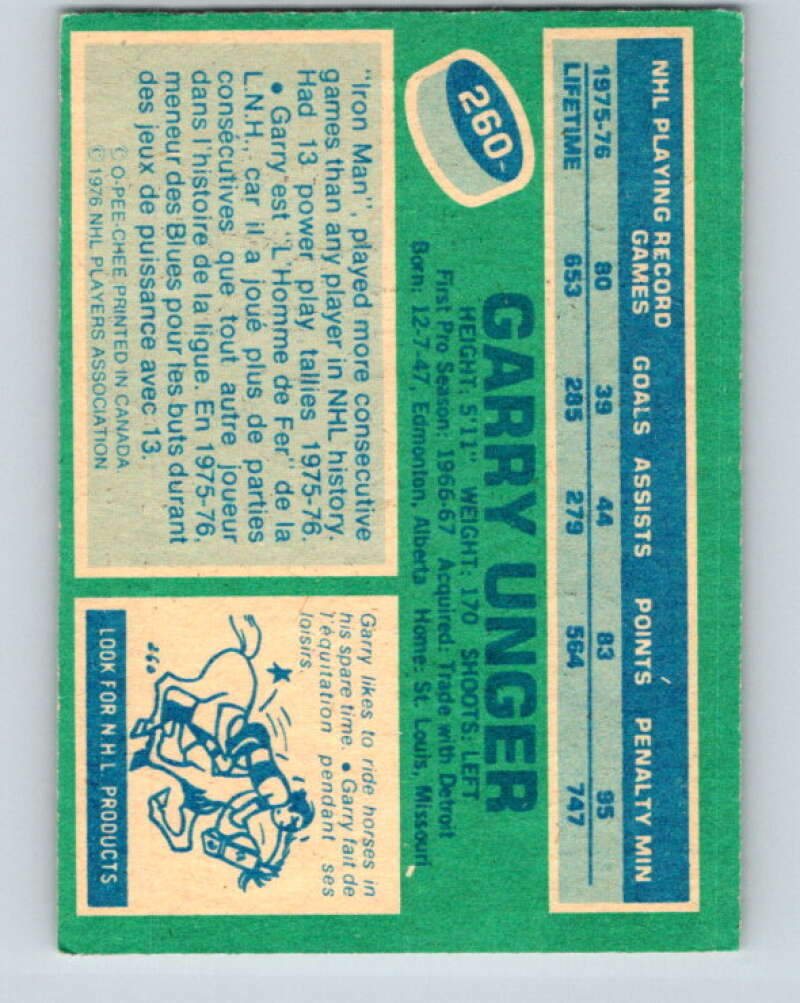 260-
NHL PLAYING RECORD
GAMES GOALS ASSISTS POINTS PENALTY MIN
1975-76 80 39 44 83 95
LIFETIME 653 285 279 564 747
GARRY UNGER
HEIGHT: 5'11" WEIGHT: 170 SHOOTS: LEFT
First Pro Season: 1966-67 Acquired: Trade with Detroit
Born: 12-7-47, Edmonton, Alberta Home: St. Louis, Missouri
"Iron Man", played more consecutive
games than any player in NHL history.
Had 13 power play tallies 1975-76.
• Garry est "L'Homme de Fer" de la
L.N.H., car il a joué plus de parties
consécutives que tout autre joueur
dans l'histoire de la ligue. En 1975-76.
meneur des Blues pour les buts durant
des jeux de puissance avec 13.
© O-PEE-CHEE PRINTED IN CANADA
© 1976 NHL PLAYERS ASSOCIATION
Garry likes to ride horses in
his spare time. • Garry fait de
l'équitation pendant ses
loisirs.
260
LOOK FOR N.H.L. PRODUCTS